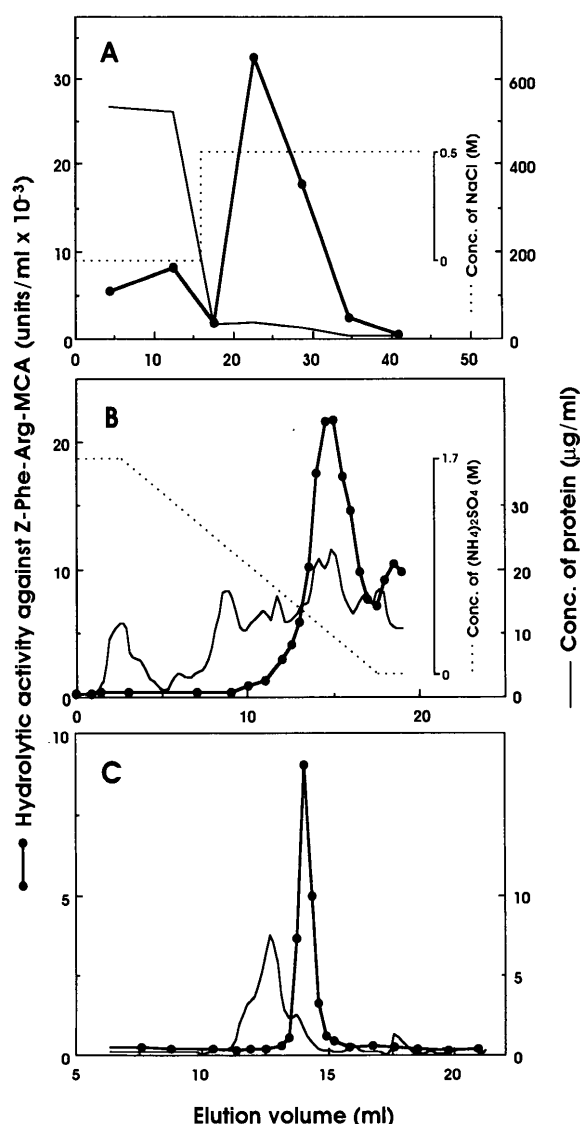 A
30
20
10
0
600
400
200
0
0.5
0
Conc. of NaCl (M)
0 10 20 30 40 50
B
20
10
0
30
20
10
0
1.7
0
Conc. of (NH4)2SO4 (M)
0 10 20
C
10
5
0
10
5
0
5 10 15 20
Elution volume (ml)
Hydrolytic activity against Z-Phe-Arg-MCA (units/ml x 10-3)
Conc. of protein (μg/ml)